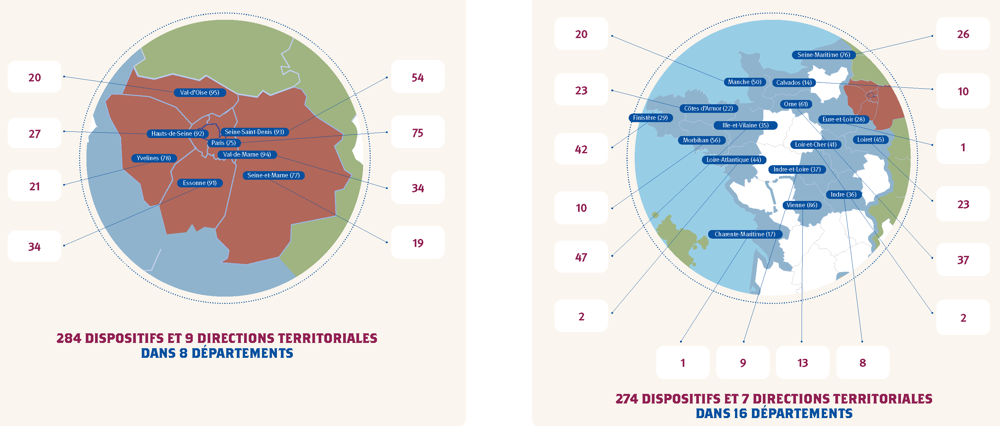 20
27
21
34
Val-d'Oise (95)
Hauts-de-Seine (92)
Seine-Saint-Denis (93)
Paris (75)
Yvelines (78)
Val-de-Marne (94)
Seine-et-Marne (77)
Essonne (91)
54
75
34
19
284 DISPOSITIFS ET 9 DIRECTIONS TERRITORIALES
DANS 8 DÉPARTEMENTS
20
23
42
10
47
2
Seine-Maritime (76)
Manche (50)
Calvados (14)
Orne (61)
Côtes d'Armor (22)
Finistère (29)
Eure-et-Loir (28)
Ille-et-Vilaine (35)
Morbihan (56)
Loiret (45)
Loir-et-Cher (41)
Loire-Atlantique (44)
Indre-et-Loire (37)
Indre (36)
Vienne (86)
Charente-Maritime (17)
26
10
1
23
37
2
1
9
13
8
274 DISPOSITIFS ET 7 DIRECTIONS TERRITORIALES
DANS 16 DÉPARTEMENTS